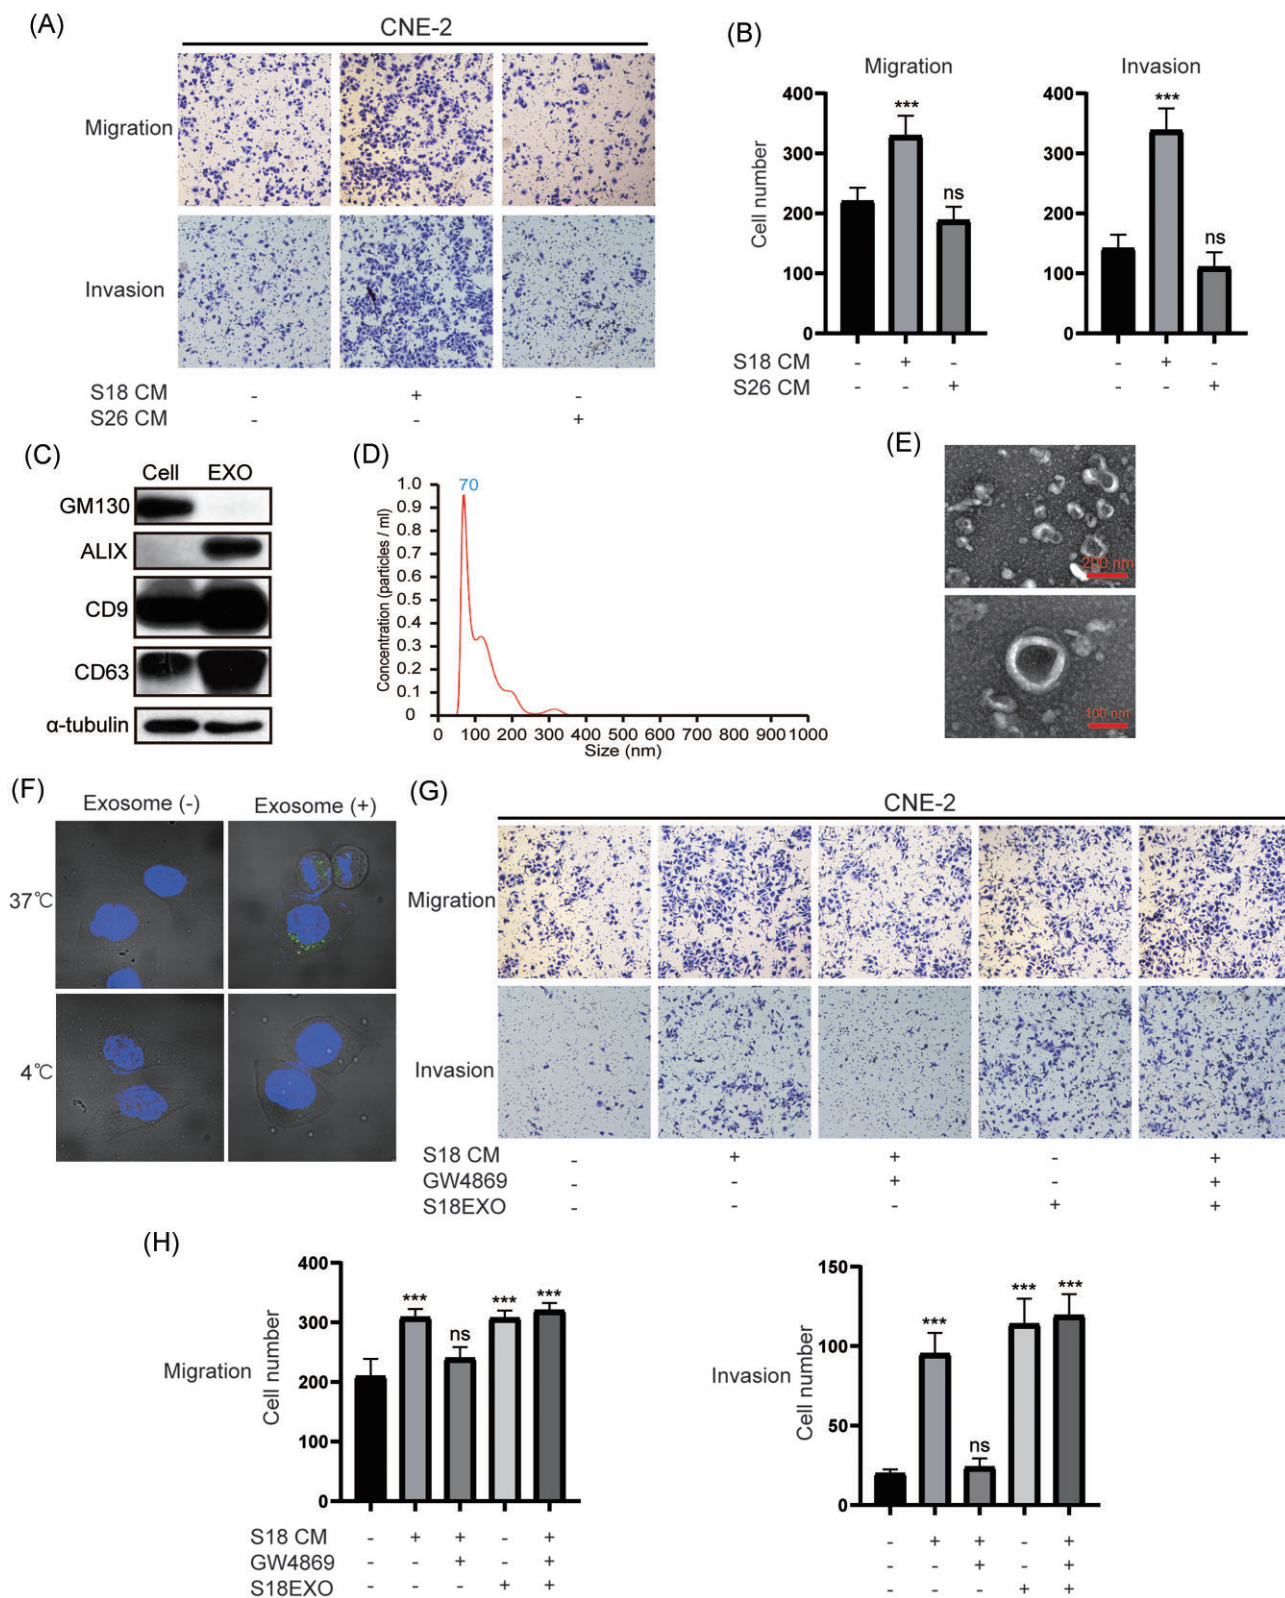 (A)
CNE-2
Migration
Invasion
S18 CM - + -
S26 CM - - +
(B)
Migration
Invasion
Cell number
400
300
200
100
0
***
ns
400
300
200
100
0
***
ns
S18 CM - + - - + -
S26 CM - - + - - +
(C)
Cell EXO
GM130
ALIX
CD9
CD63
α-tubulin
(D)
70
Concentration (particles / ml)
1.0
0.9
0.8
0.7
0.6
0.5
0.4
0.3
0.2
0.1
0
0 100 200 300 400 500 600 700 800 900 1000
Size (nm)
(E)
200 nm
100 nm
(F)
Exosome (-) Exosome (+)
37℃
4℃
(G)
CNE-2
Migration
Invasion
S18 CM - + + - +
GW4869 - - + - +
S18EXO - - - + +
(H)
Migration
Cell number
400
300
200
100
0
***
ns
***
***
S18 CM - + + - +
GW4869 - - + - +
S18EXO - - - + +
Invasion
Cell number
150
100
50
0
***
ns
***
***
- + + - +
- - + - +
- - - + +